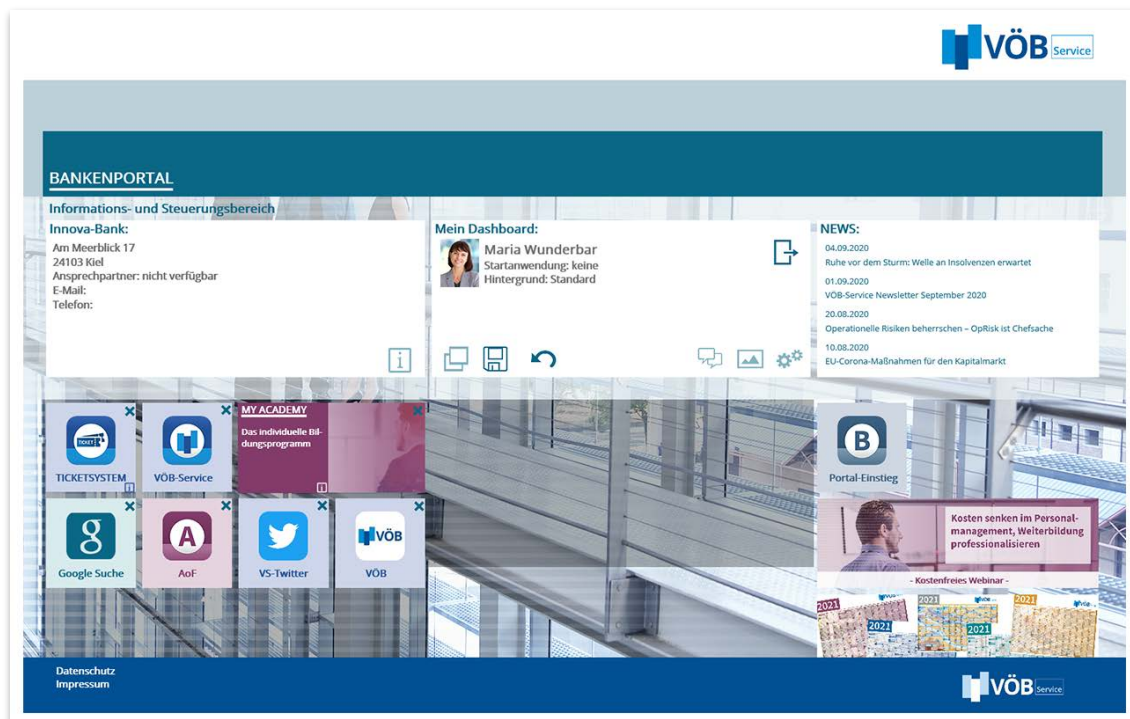 VÖB Service
BANKENPORTAL
Informations- und Steuerungsbereich
Innova-Bank:
Am Meerblick 17
24103 Kiel
Ansprechpartner: nicht verfügbar
E-Mail:
Telefon:
Mein Dashboard:
Maria Wunderbar
Startanwendung: keine
Hintergrund: Standard
NEWS:
04.09.2020
Ruhe vor dem Sturm: Welle an Insolvenzen erwartet
01.09.2020
VÖB-Service Newsletter September 2020
20.08.2020
Operationelle Risiken beherrschen – OpRisk ist Chefsache
10.08.2020
EU-Corona-Maßnahmen für den Kapitalmarkt
TICKET
TICKETSYSTEM
VÖB-Service
MY ACADEMY
Das individuelle Bil-
dungsprogramm
B
Portal-Einstieg
g
Google Suche
A
AoF
VS-Twitter
VÖB
VÖB
Kosten senken im Personal-
management, Weiterbildung
professionalisieren
- Kostenfreies Webinar -
2021
2021
2021
2021
2021
Datenschutz
Impressum
VÖB Service